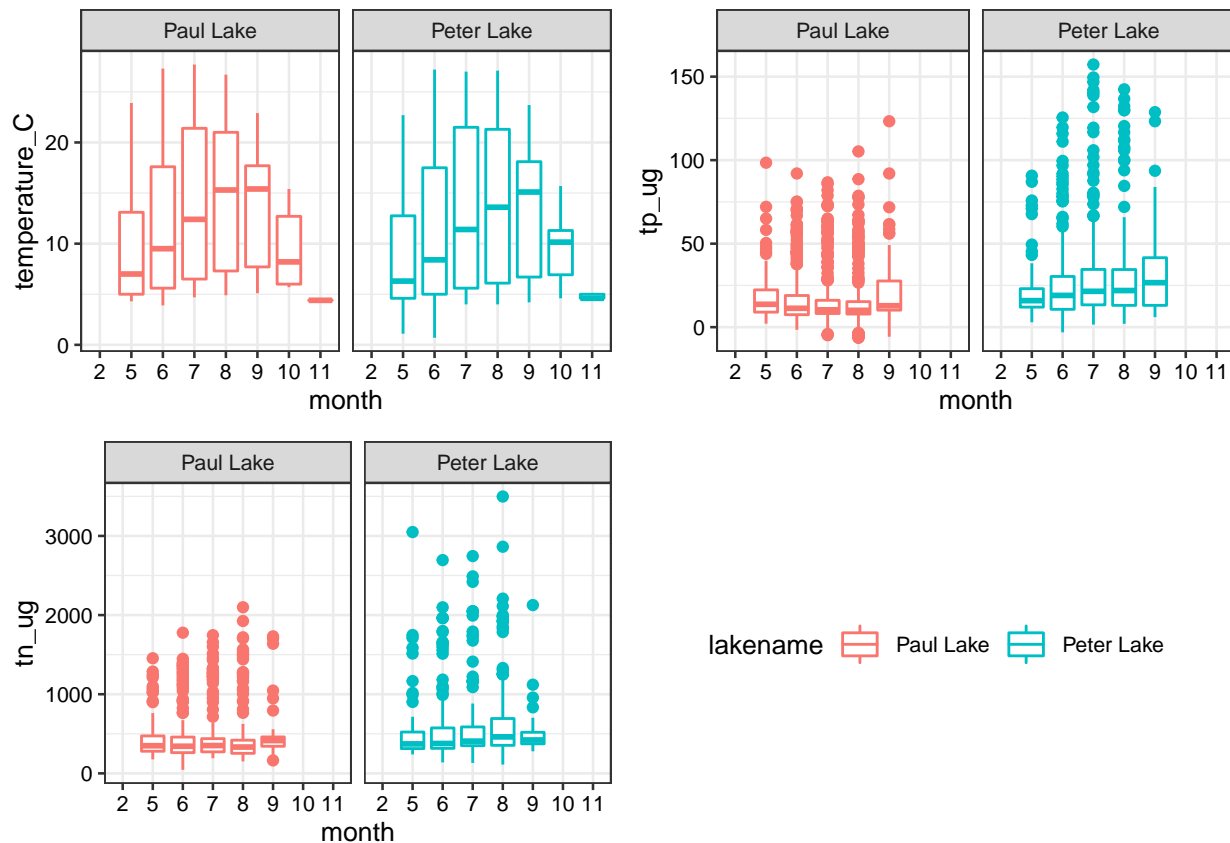 Paul Lake Peter Lake
temperature_C
20
10
0
2 5 6 7 8 9 10 11 2 5 6 7 8 9 10 11
month
Paul Lake Peter Lake
tp_ug
150
100
50
0
2 5 6 7 8 9 10 11 2 5 6 7 8 9 10 11
month
Paul Lake Peter Lake
tn_ug
3000
2000
1000
0
2 5 6 7 8 9 10 11 2 5 6 7 8 9 10 11
month
lakename Paul Lake Peter Lake